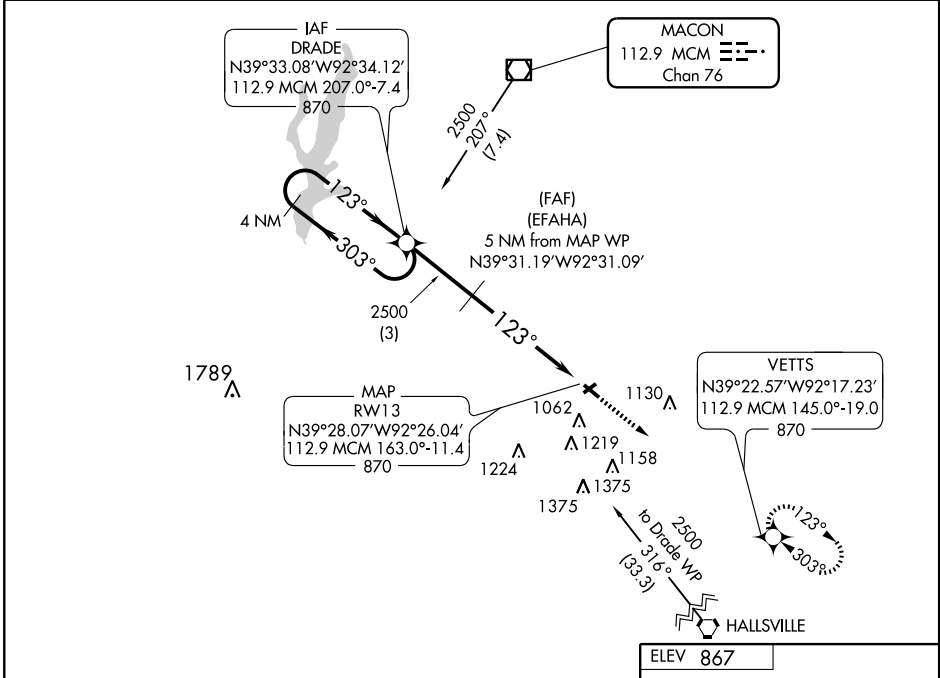 IAF
DRADE
N39°33.08'W92°34.12'
112.9 MCM 207.0°-7.4
870
MACON
112.9 MCM
Chan 76
2500
207°
(7.4)
4 NM
123°
303°
(FAF)
(EFAHA)
5 NM from MAP WP
N39°31.19'W92°31.09'
2500
(3)
123°
1789
MAP
RW13
N39°28.07'W92°26.04'
112.9 MCM 163.0°-11.4
870
1062
1130
1219
1224
1158
1375
1375
VETTS
N39°22.57'W92°17.23'
112.9 MCM 145.0°-19.0
870
2500
to Drade WP
316°
(33.3)
123°
303°
HALLSVILLE
ELEV 867